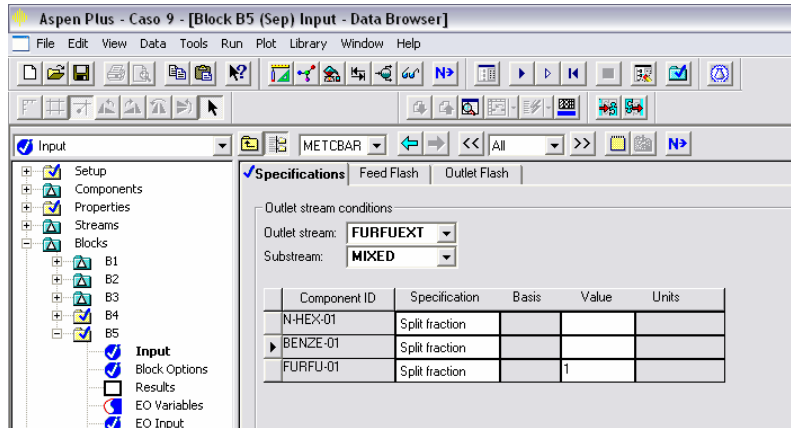 Aspen Plus - Caso 9 - [Block B5 (Sep) Input - Data Browser]
File Edit View Data Tools Run Plot Library Window Help
N>
Input METCBAR << All >> N>
Setup
Components
Properties
Streams
Blocks
B1
B2
B3
B4
B5
Input
Block Options
Results
EO Variables
EO Input
Specifications Feed Flash Outlet Flash
Outlet stream conditions
Outlet stream: FURFUEXT
Substream: MIXED
Component ID Specification Basis Value Units
N-HEX-01 Split fraction
BENZE-01 Split fraction
FURFU-01 Split fraction 1